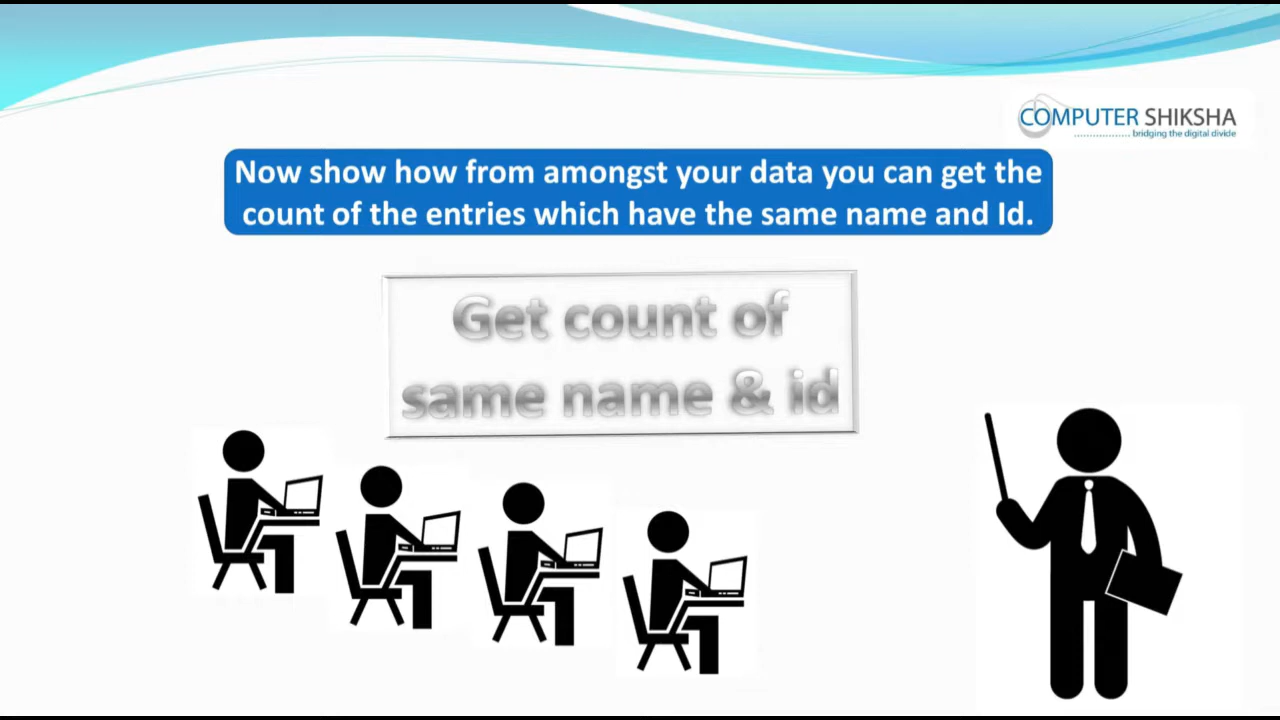 COMPUTER SHIKSHA
bridging the digital divide
Now show how from amongst your data you can get the
count of the entries which have the same name and Id.
Get count of
same name & id